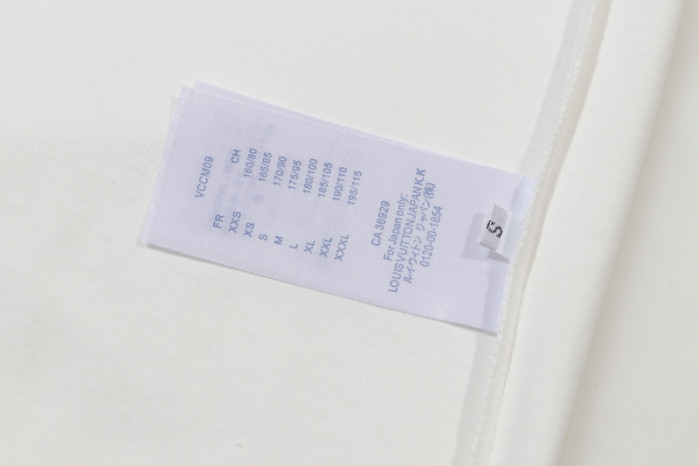 VCCM09
FR CH
XXS 160/80
XS 165/85
S 170/90
M 175/95
L 180/100
XL 185/105
XXL 190/110
XXXL 195/115
CA 36929
For Japan only:
LOUIS VUITTON JAPAN K.K
ルイ・ヴィトン ジャパン(株)
0120-00-1854
S